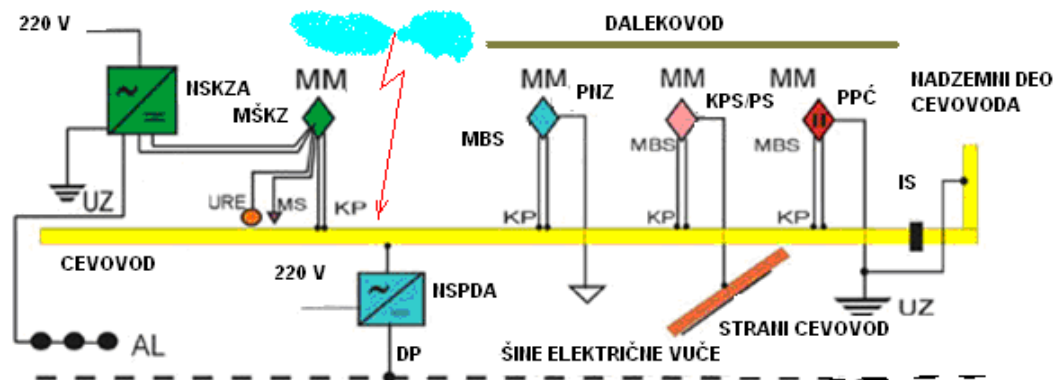 220 V
DALEKOVOD
NSKZA
MM
MŠKZ
MM
PNZ
MBS
MM
KPS/PS
MBS
MM
PPĆ
MBS
NADZEMNI DEO
CEVOVODA
UZ
URE
MS
KP
KP
KP
KP
IS
CEVOVOD
220 V
NSPDA
UZ
STRANI CEVOVOD
AL
DP
ŠINE ELEKTRIČNE VUČE